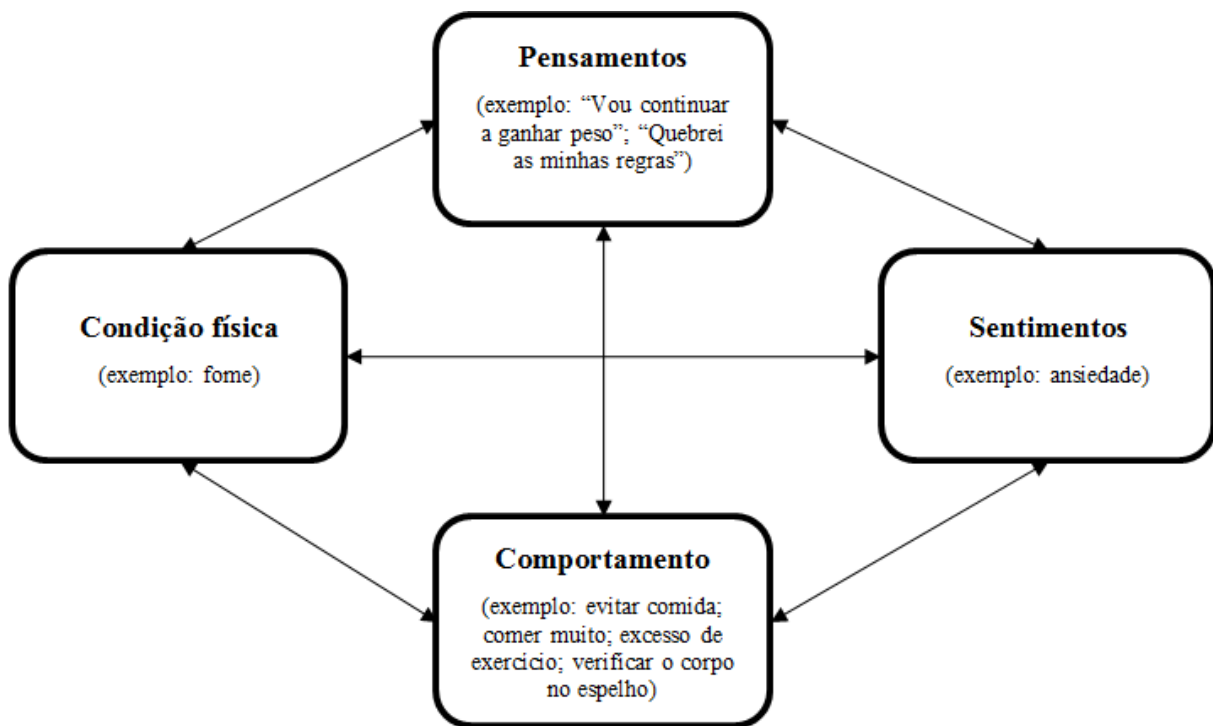 Pensamentos
(exemplo: “Vou continuar
a ganhar peso”; “Quebrei
as minhas regras”)
Condição física
(exemplo: fome)
Sentimentos
(exemplo: ansiedade)
Comportamento
(exemplo: evitar comida;
comer muito; excesso de
exercício; verificar o corpo
no espelho)